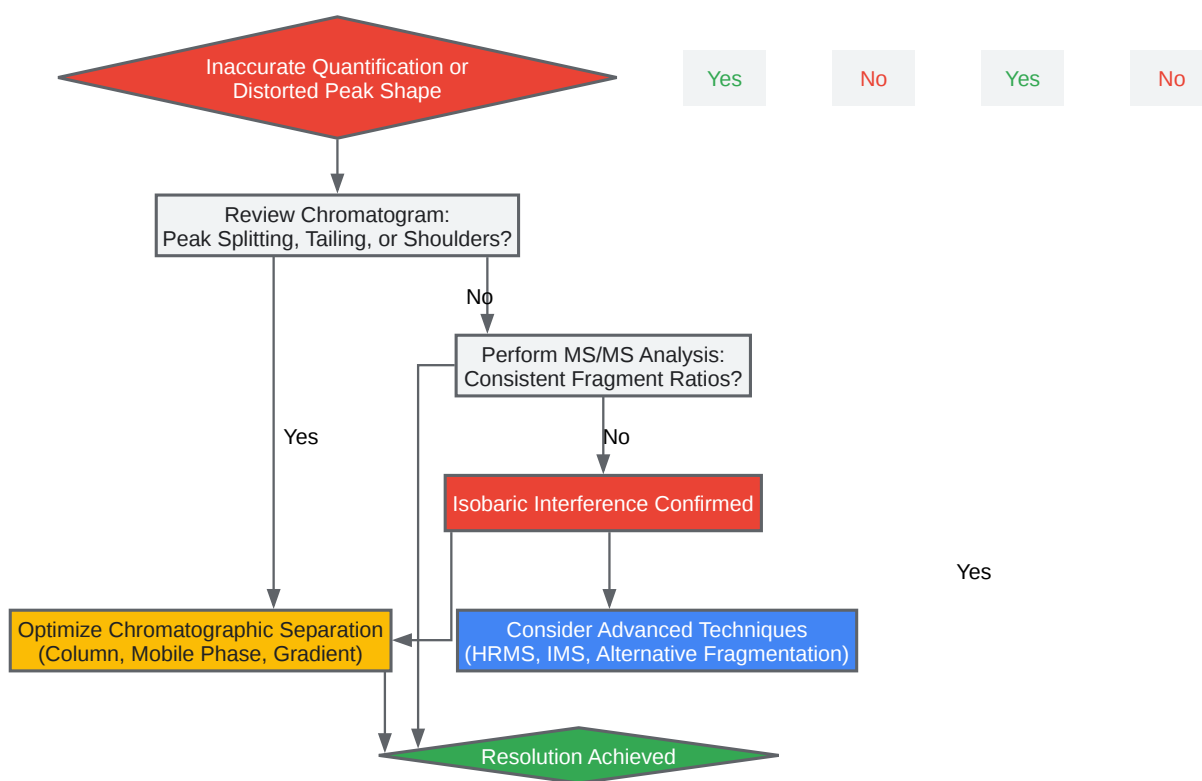 Inaccurate Quantification or
Distorted Peak Shape
Yes
No
Yes
No
Review Chromatogram:
Peak Splitting, Tailing, or Shoulders?
No
Perform MS/MS Analysis:
Consistent Fragment Ratios?
Yes
No
Isobaric Interference Confirmed
Yes
Optimize Chromatographic Separation
(Column, Mobile Phase, Gradient)
Consider Advanced Techniques
(HRMS, IMS, Alternative Fragmentation)
Resolution Achieved